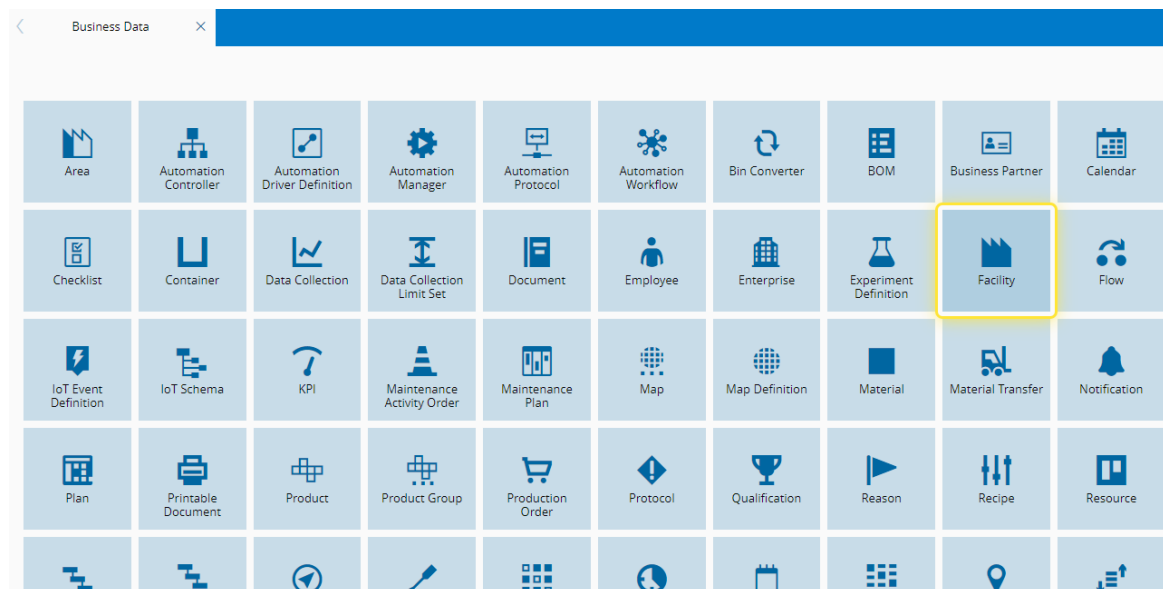 Business Data
Area
Automation
Controller
Automation
Driver Definition
Automation
Manager
Automation
Protocol
Automation
Workflow
Bin Converter
BOM
Business Partner
Calendar
Checklist
Container
Data Collection
Data Collection
Limit Set
Document
Employee
Enterprise
Experiment
Definition
Facility
Flow
IoT Event
Definition
IoT Schema
KPI
Maintenance
Activity Order
Maintenance
Plan
Map
Map Definition
Material
Material Transfer
Notification
Plan
Printable
Document
Product
Product Group
Production
Order
Protocol
Qualification
Reason
Recipe
Resource